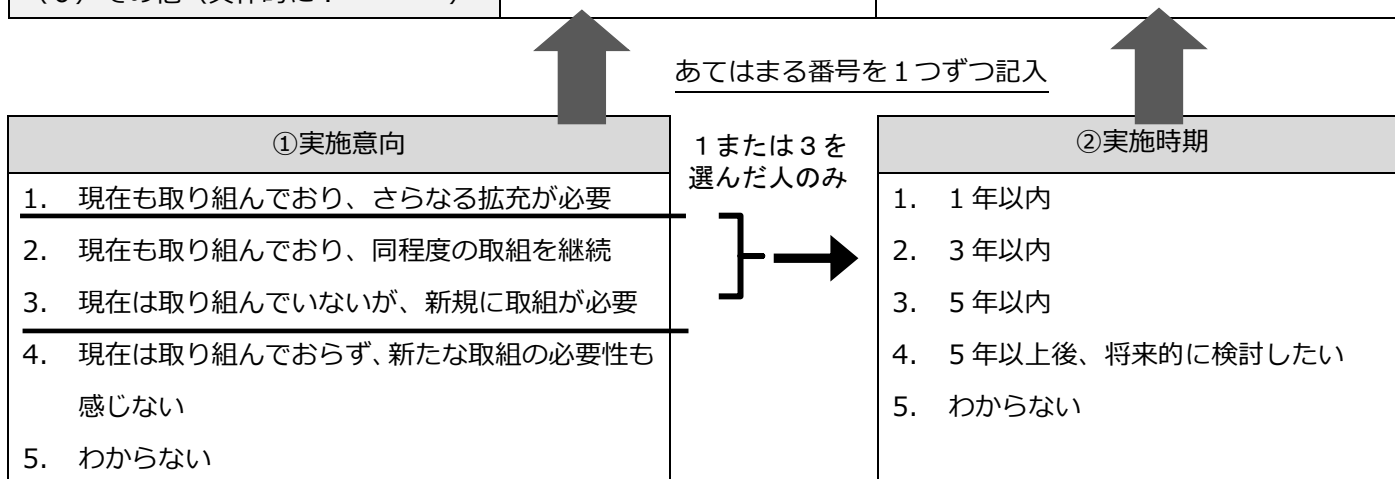 あてはまる番号を１つずつ記入
①実施意向
1. 現在も取り組んでおり、さらなる拡充が必要
2. 現在も取り組んでおり、同程度の取組を継続
3. 現在は取り組んでいないが、新規に取組が必要
4. 現在は取り組んでおらず、新たな取組の必要性も
感じない
5. わからない
１または３を
選んだ人のみ
②実施時期
1. １年以内
2. ３年以内
3. ５年以内
4. ５年以上後、将来的に検討したい
5. わからない